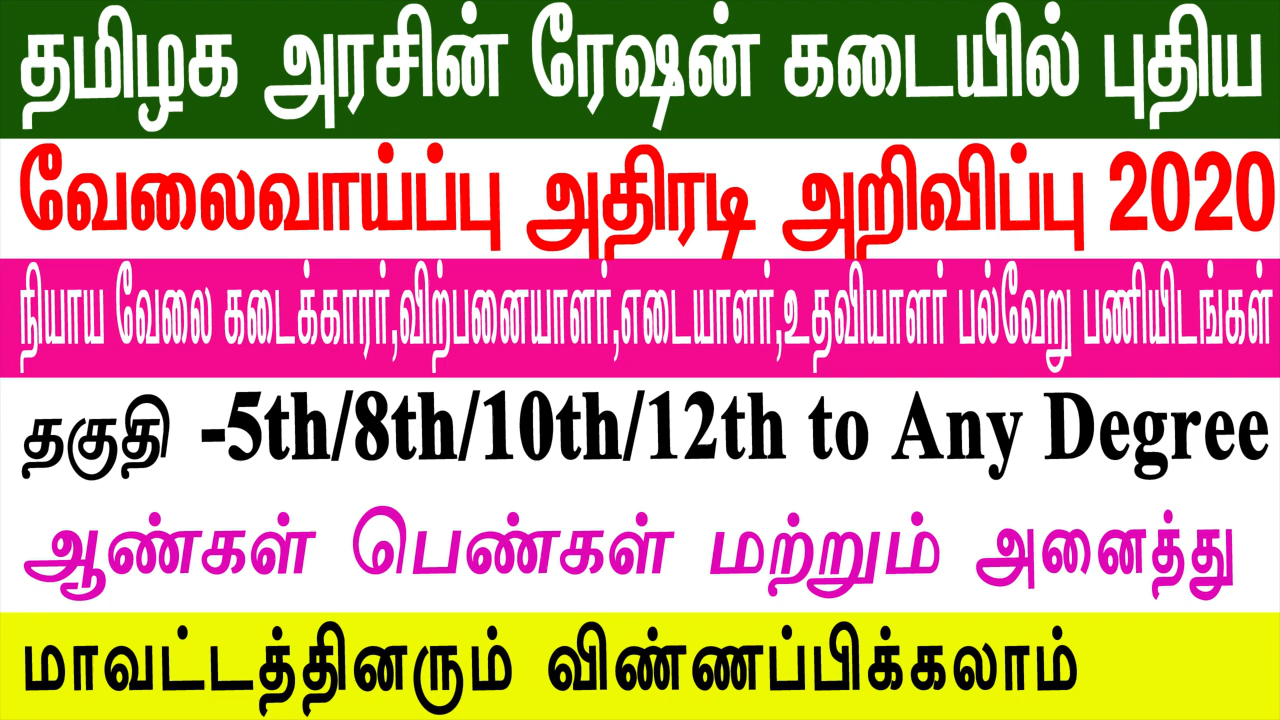 தமிழக அரசின் ரேஷன் கடையில் புதிய
வேலைவாய்ப்பு அதிரடி அறிவிப்பு 2020
நியாய வேலை கடைக்காரர்,விற்பனையாளர்,எடையாளர்,உதவியாளர் பல்வேறு பணியிடங்கள்
தகுதி -5th/8th/10th/12th to Any Degree
ஆண்கள் பெண்கள் மற்றும் அனைத்து
மாவட்டத்தினரும் விண்ணப்பிக்கலாம்